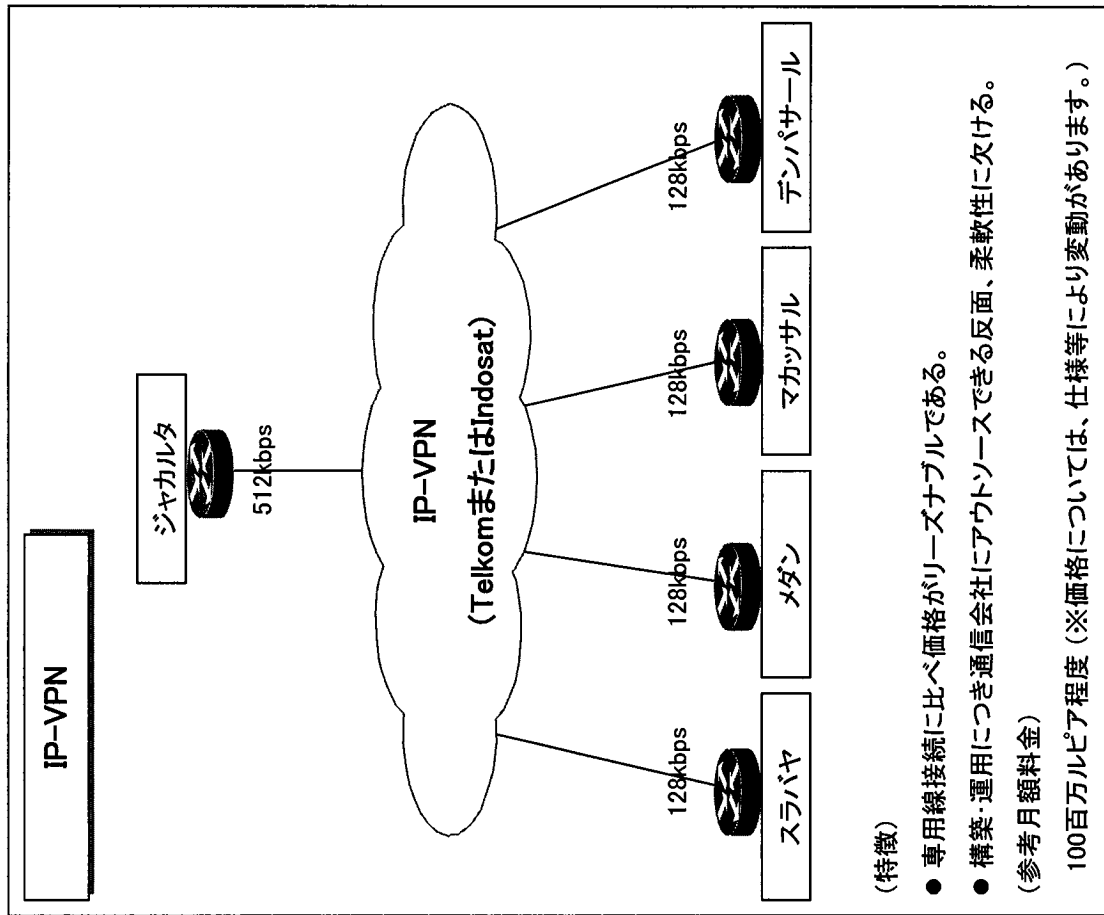 IP-VPN
ジャカルタ
512kbps
IP-VPN
(TelkomまたはIndosat)
128kbps
128kbps
128kbps
128kbps
スラバヤ
メダン
マカッサル
デンパサール
(特徴)
● 専用線接続に比べ価格がリーズナブルである。
● 構築・運用につき通信会社にアウトソースできる反面、柔軟性に欠ける。
(参考月額料金)
100百万ルピア程度 (※価格については、仕様等により変動があります。)